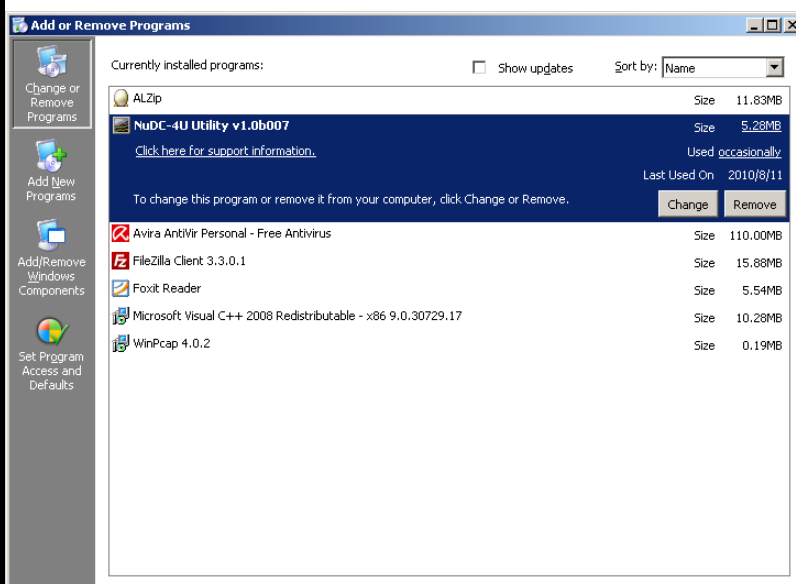 Add or Remove Programs
Change or
Remove
Programs
Add New
Programs
Add/Remove
Windows
Components
Set Program
Access and
Defaults
Currently installed programs:
Show updates
Sort by: Name
ALZip Size 11.83MB
NuDC-4U Utility v1.0b007 Size 5.28MB
Click here for support information. Used occasionally
Last Used On 2010/8/11
To change this program or remove it from your computer, click Change or Remove. Change Remove
Avira AntiVir Personal - Free Antivirus Size 110.00MB
FileZilla Client 3.3.0.1 Size 15.88MB
Foxit Reader Size 5.54MB
Microsoft Visual C++ 2008 Redistributable - x86 9.0.30729.17 Size 10.28MB
WinPcap 4.0.2 Size 0.19MB